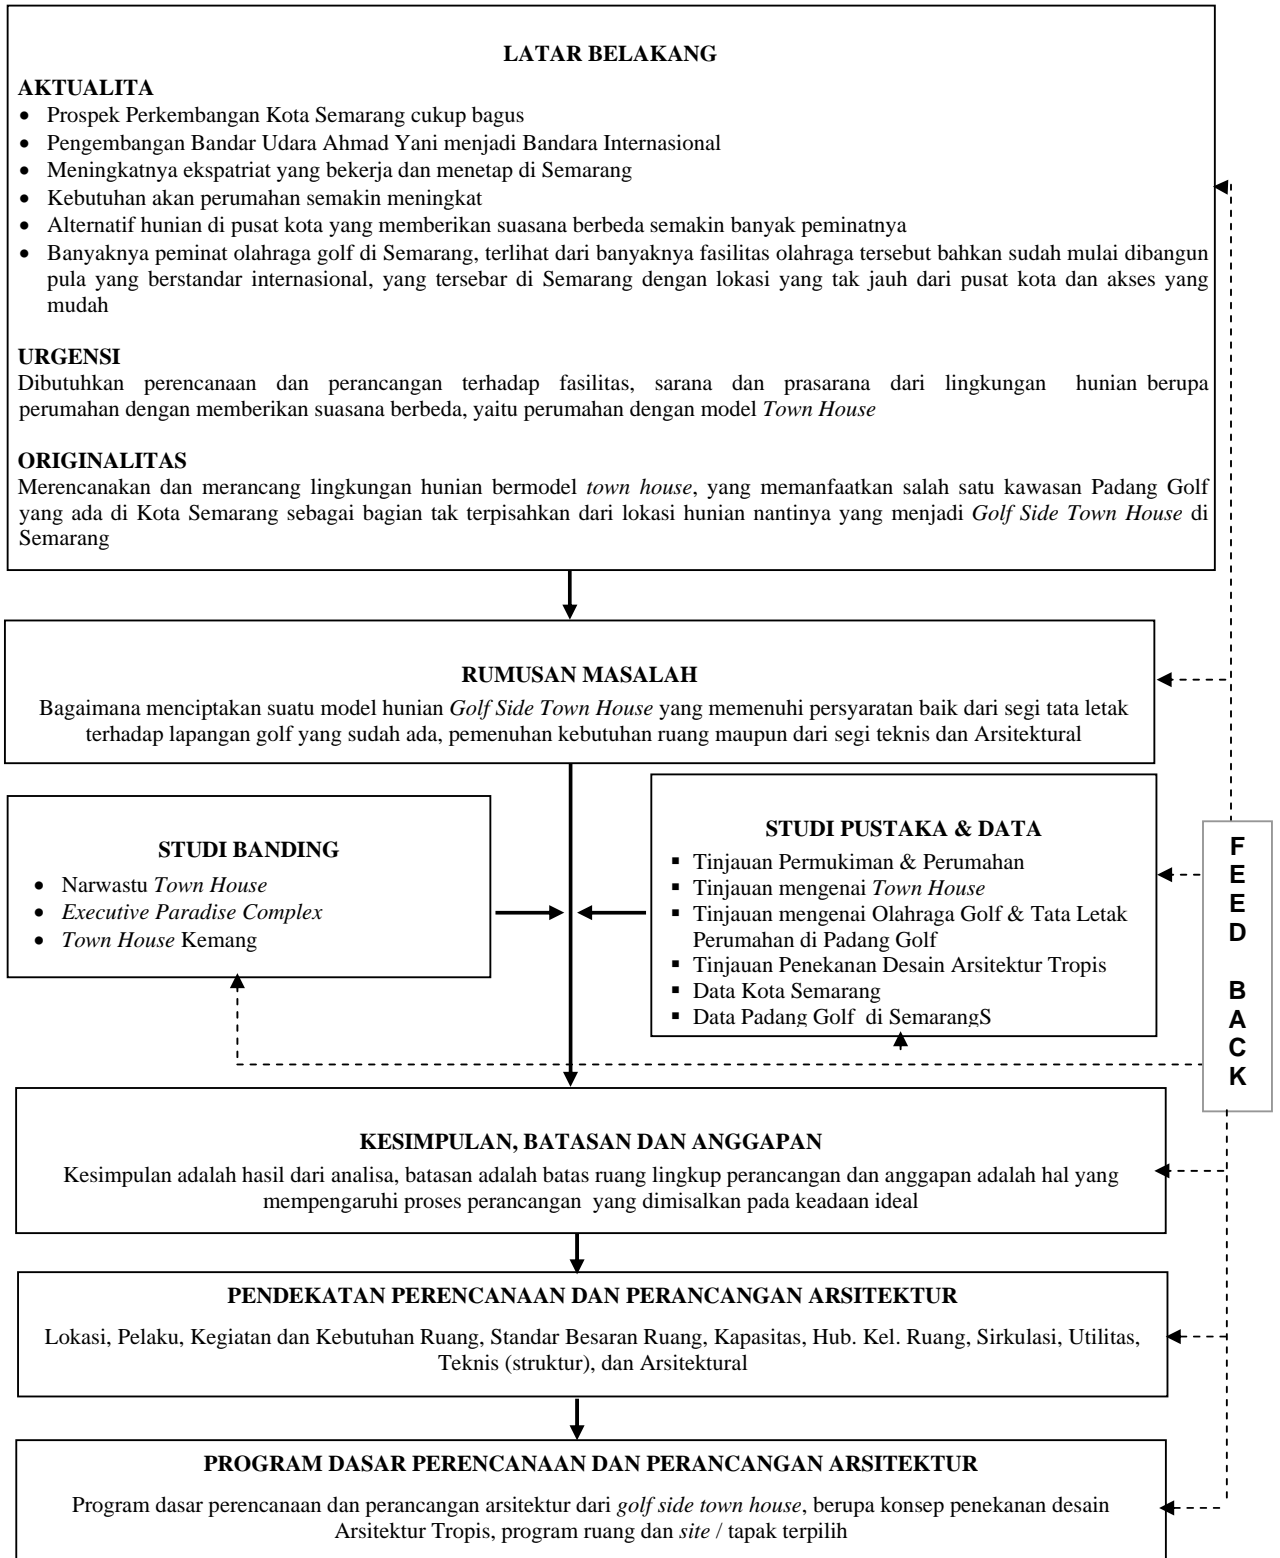 LATAR BELAKANG
AKTUALITA
• Prospek Perkembangan Kota Semarang cukup bagus
• Pengembangan Bandar Udara Ahmad Yani menjadi Bandara Internasional
• Meningkatnya ekspatriat yang bekerja dan menetap di Semarang
• Kebutuhan akan perumahan semakin meningkat
• Alternatif hunian di pusat kota yang memberikan suasana berbeda semakin banyak peminatnya
• Banyaknya peminat olahraga golf di Semarang, terlihat dari banyaknya fasilitas olahraga tersebut bahkan sudah mulai dibangun
pula yang berstandar internasional, yang tersebar di Semarang dengan lokasi yang tak jauh dari pusat kota dan akses yang
mudah
URGENSI
Dibutuhkan perencanaan dan perancangan terhadap fasilitas, sarana dan prasarana dari lingkungan hunian berupa
perumahan dengan memberikan suasana berbeda, yaitu perumahan dengan model Town House
ORIGINALITAS
Merencanakan dan merancang lingkungan hunian bermodel town house, yang memanfaatkan salah satu kawasan Padang Golf
yang ada di Kota Semarang sebagai bagian tak terpisahkan dari lokasi hunian nantinya yang menjadi Golf Side Town House di
Semarang
RUMUSAN MASALAH
Bagaimana menciptakan suatu model hunian Golf Side Town House yang memenuhi persyaratan baik dari segi tata letak
terhadap lapangan golf yang sudah ada, pemenuhan kebutuhan ruang maupun dari segi teknis dan Arsitektural
STUDI BANDING
• Narwastu Town House
• Executive Paradise Complex
• Town House Kemang
STUDI PUSTAKA & DATA
▪ Tinjauan Permukiman & Perumahan
▪ Tinjauan mengenai Town House
▪ Tinjauan mengenai Olahraga Golf & Tata Letak
Perumahan di Padang Golf
▪ Tinjauan Penekanan Desain Arsitektur Tropis
▪ Data Kota Semarang
▪ Data Padang Golf di SemarangS
F
E
E
D
B
A
C
K
KESIMPULAN, BATASAN DAN ANGGAPAN
Kesimpulan adalah hasil dari analisa, batasan adalah batas ruang lingkup perancangan dan anggapan adalah hal yang
mempengaruhi proses perancangan yang dimisalkan pada keadaan ideal
PENDEKATAN PERENCANAAN DAN PERANCANGAN ARSITEKTUR
Lokasi, Pelaku, Kegiatan dan Kebutuhan Ruang, Standar Besaran Ruang, Kapasitas, Hub. Kel. Ruang, Sirkulasi, Utilitas,
Teknis (struktur), dan Arsitektural
PROGRAM DASAR PERENCANAAN DAN PERANCANGAN ARSITEKTUR
Program dasar perencanaan dan perancangan arsitektur dari golf side town house, berupa konsep penekanan desain
Arsitektur Tropis, program ruang dan site / tapak terpilih